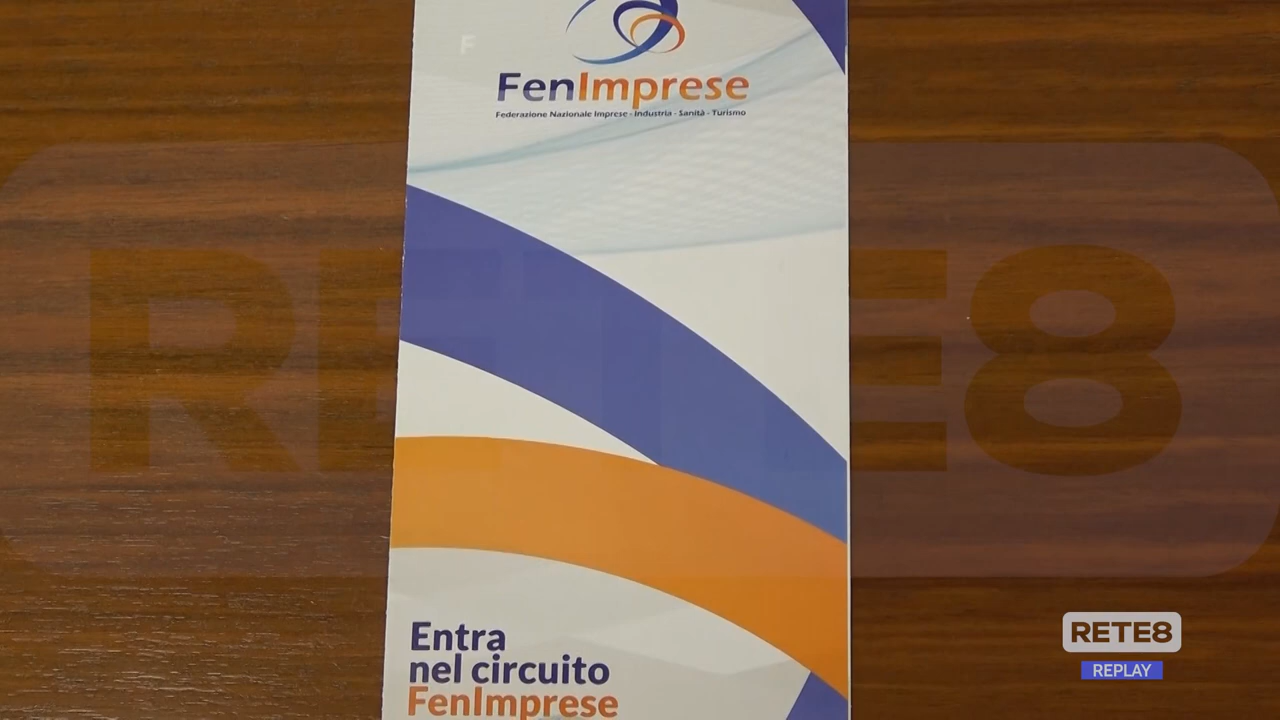 F
FenImprese
Federazione Nazionale Imprese - Industria - Sanità - Turismo
RETE8
Entra
nel circuito
FenImprese
RETE8
REPLAY